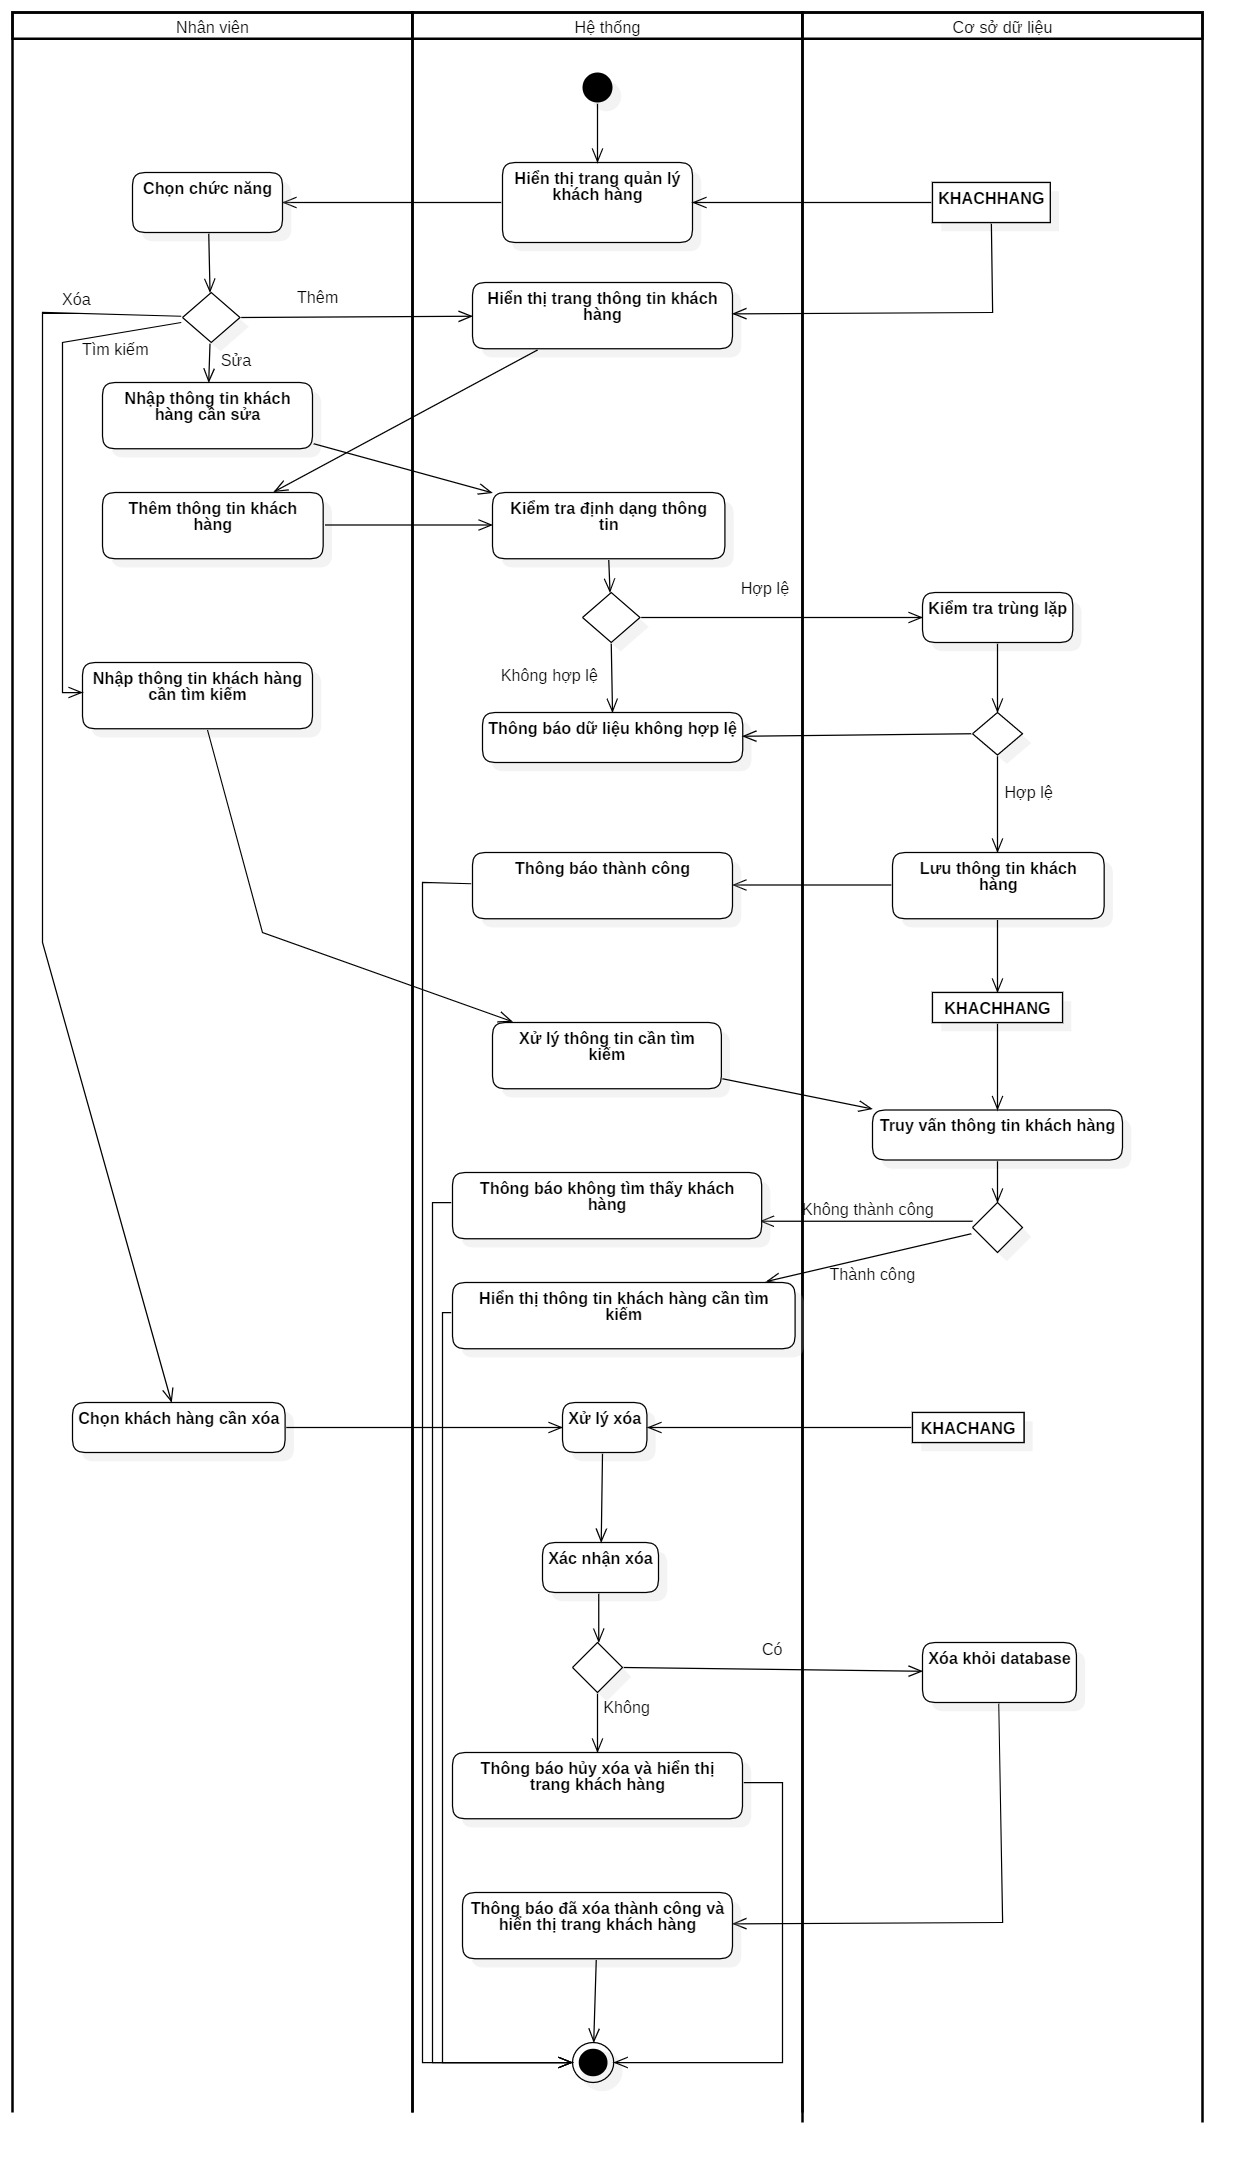 Nhân viên
Hệ thống
Cơ sở dữ liệu
Chọn chức năng
Hiển thị trang quản lý
khách hàng
KHACHHANG
Xóa
Thêm
Hiển thị trang thông tin khách
hàng
Tìm kiếm
Sửa
Nhập thông tin khách
hàng cần sửa
Thêm thông tin khách
hàng
Kiểm tra định dạng thông
tin
Hợp lệ
Kiểm tra trùng lặp
Không hợp lệ
Nhập thông tin khách hàng
cần tìm kiếm
Thông báo dữ liệu không hợp lệ
Hợp lệ
Thông báo thành công
Lưu thông tin khách
hàng
KHACHHANG
Xử lý thông tin cần tìm
kiếm
Truy vấn thông tin khách hàng
Thông báo không tìm thấy khách
hàng
Không thành công
Thành công
Hiển thị thông tin khách hàng cần tìm
kiếm
Chọn khách hàng cần xóa
Xử lý xóa
KHACHANG
Xác nhận xóa
Có
Xóa khỏi database
Không
Thông báo hủy xóa và hiển thị
trang khách hàng
Thông báo đã xóa thành công và
hiển thị trang khách hàng